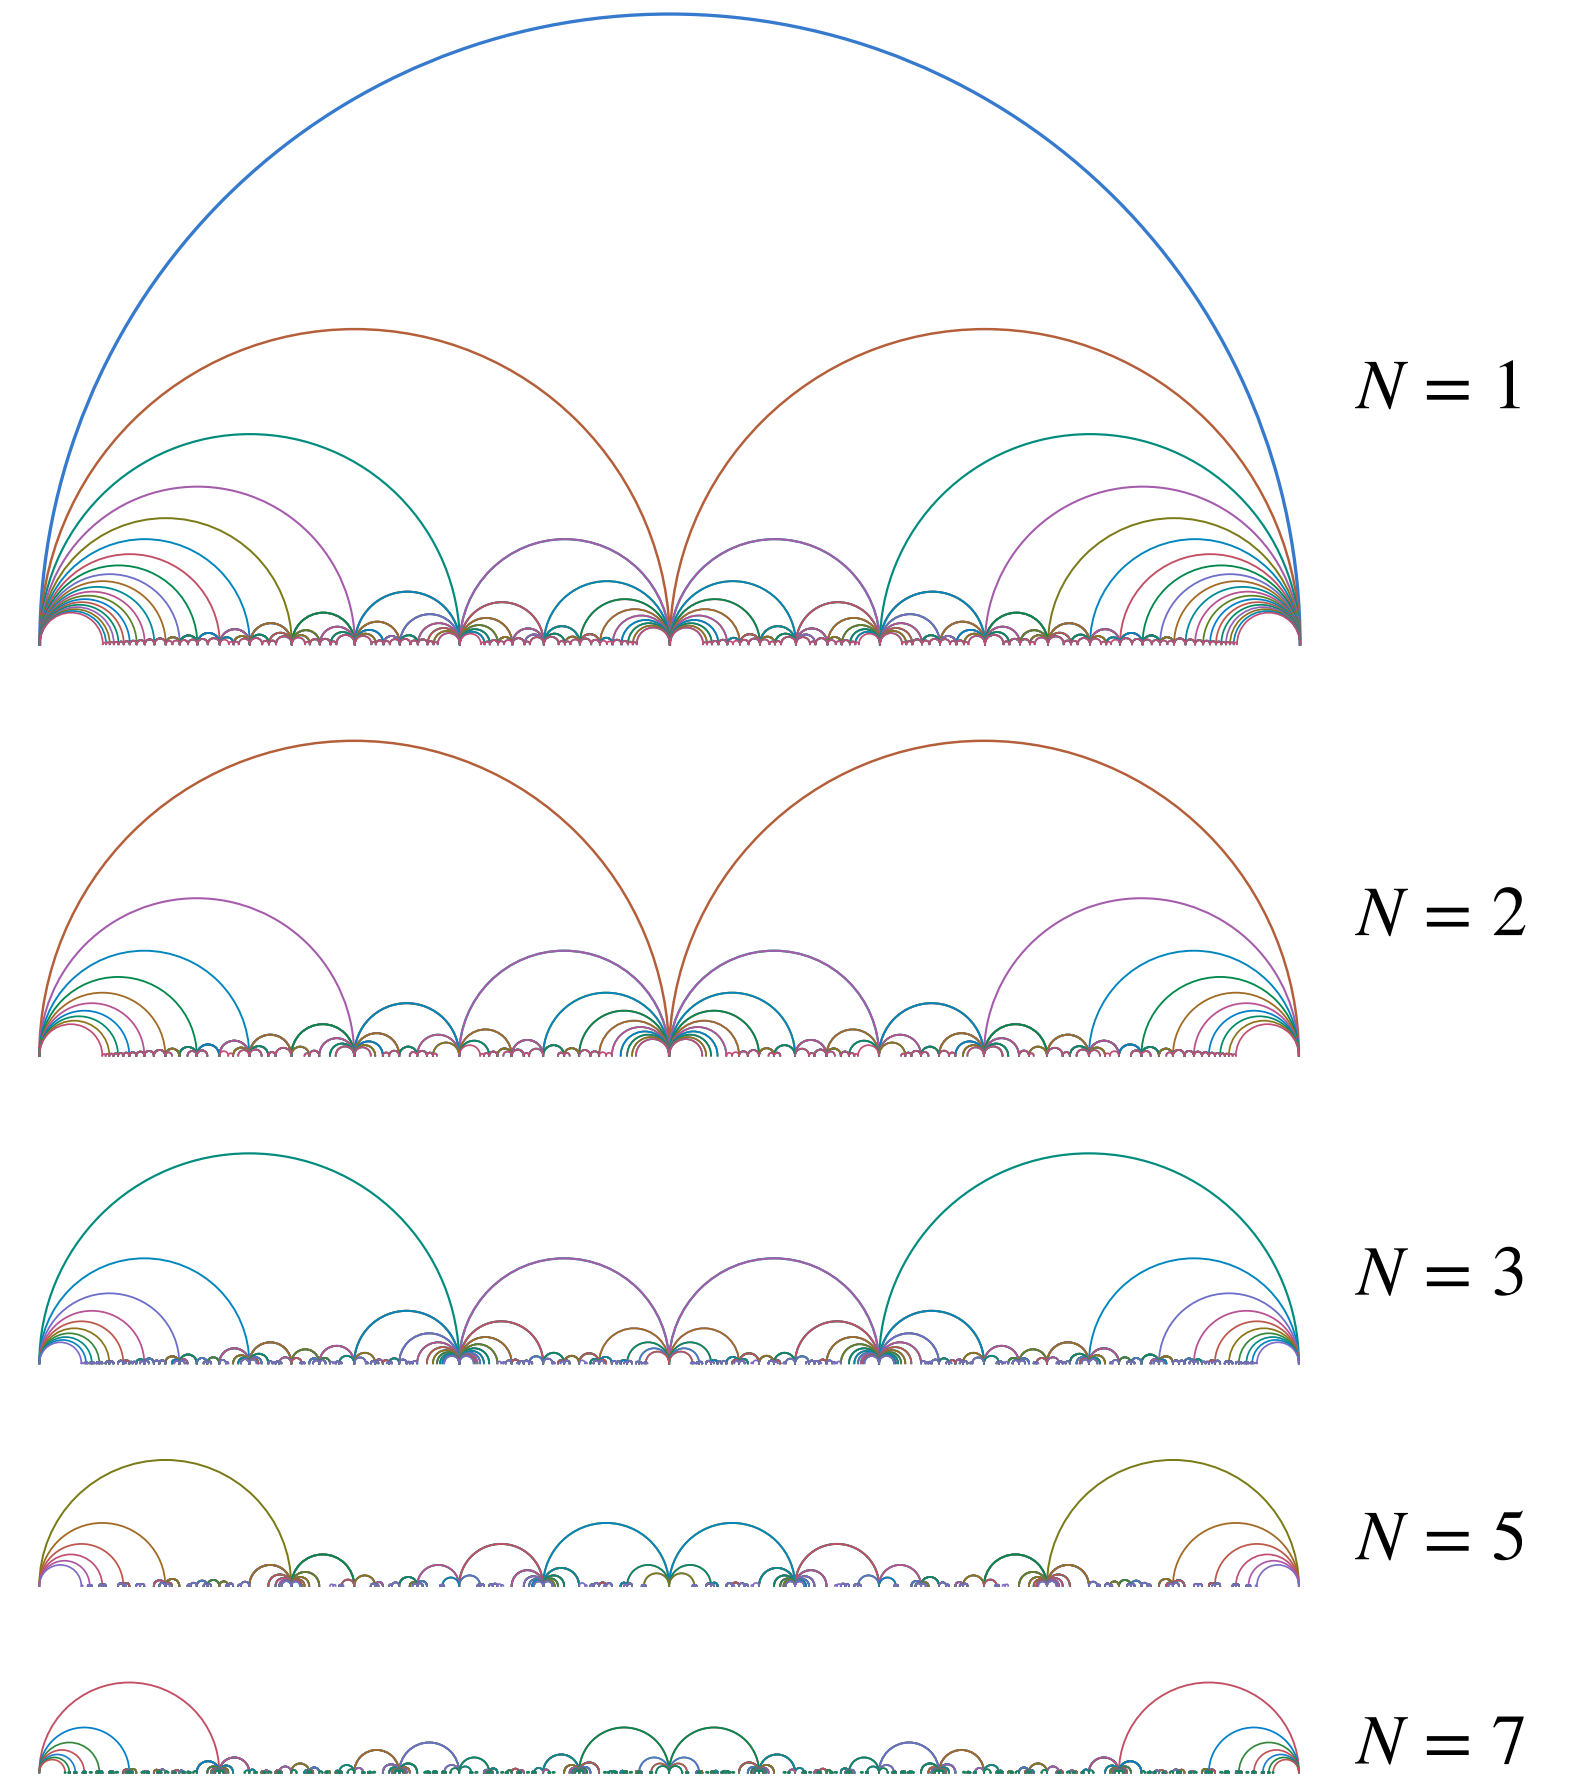 N = 1
N = 2
N = 3
N = 5
N = 7